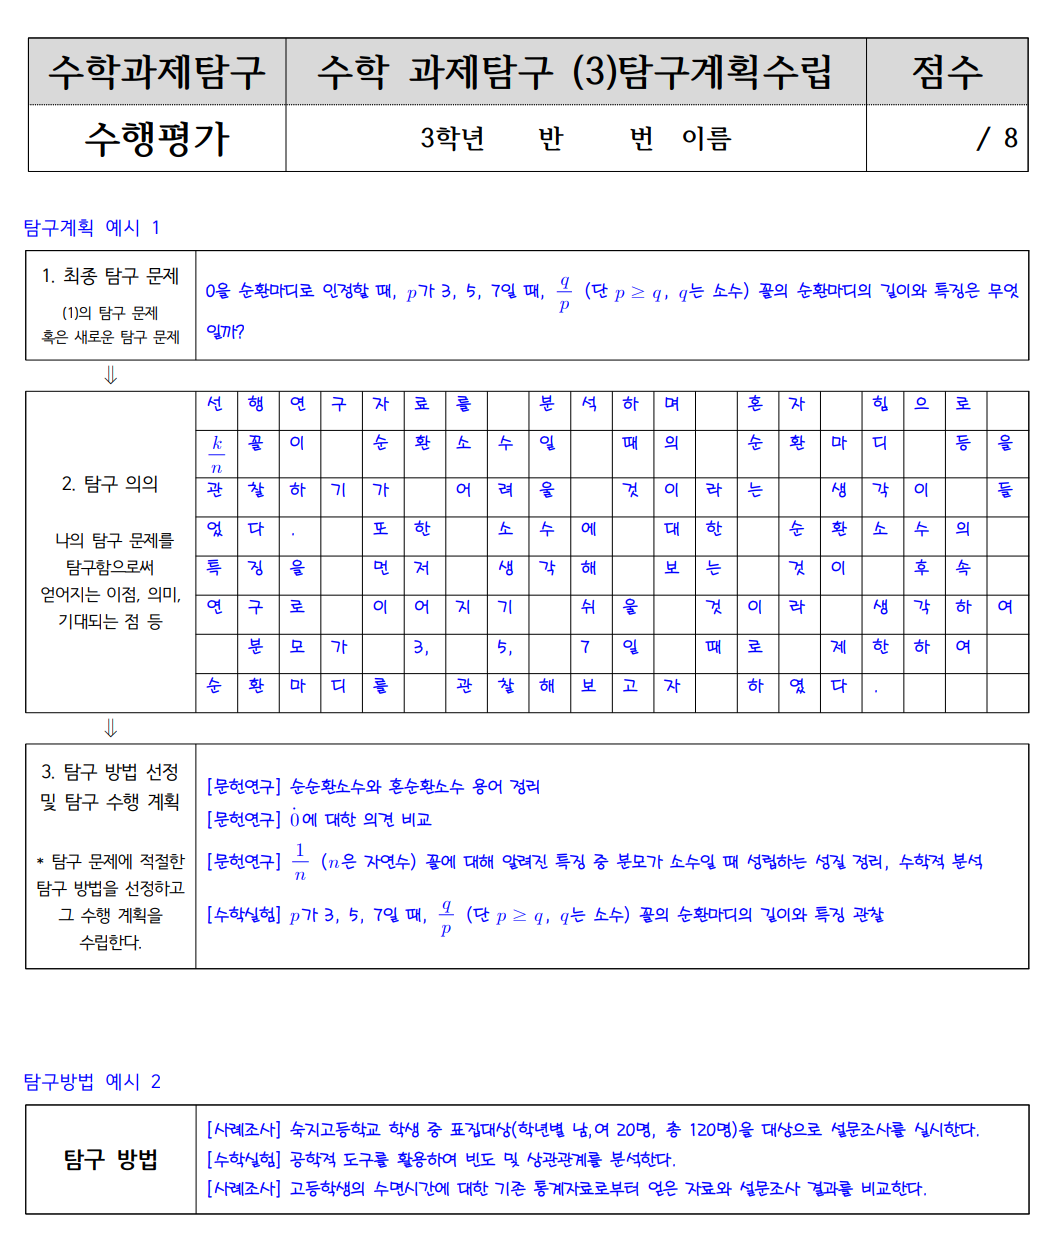 수학과제탐구 수학 과제탐구 (3)탐구계획수립 점수
수행평가 3학년 반 번 이름 / 8
탐구계획 예시 1
1. 최종 탐구 문제
(1)의 탐구 문제
혹은 새로운 탐구 문제
0을 순환마디로 인정할 때, p가 3, 5, 7일 때, q/p (단 p ≥ q, q는 소수) 꼴의 순환마디의 길이와 특징은 무엇
일까?
⇓
2. 탐구 의의
나의 탐구 문제를
탐구함으로써
얻어지는 이점, 의미,
기대되는 점 등
선행연구자료를 분석하며 혼자 힘으로
k/n 꼴이 순환소수일 때의 순환마디 등을
관찰하기가 어려울 것이라는 생각이 들
었다. 또한 소수에 대한 순환소수의
특징을 먼저 생각해 보는 것이 후속
연구로 이어지기 쉬울 것이라 생각하여
분모가 3, 5, 7일 때로 제한하여
순환마디를 관찰해보고자 하였다.
⇓
3. 탐구 방법 선정
및 탐구 수행 계획
* 탐구 문제에 적절한
탐구 방법을 선정하고
그 수행 계획을
수립한다.
[문헌연구] 순순환소수와 혼순환소수 용어 정리
[문헌연구] 0̇에 대한 의견 비교
[문헌연구] 1/n (n은 자연수) 꼴에 대해 알려진 특징 중 분모가 소수일 때 성립하는 성질 정리, 수학적 분석
[수학실험] p가 3, 5, 7일 때, q/p (단 p ≥ q, q는 소수) 꼴의 순환마디의 길이와 특징 관찰
탐구방법 예시 2
탐구 방법
[사례조사] 숙지고등학교 학생 중 표집대상(학년별 남,여 20명, 총 120명)을 대상으로 설문조사를 실시한다.
[수학실험] 공학적 도구를 활용하여 빈도 및 상관관계를 분석한다.
[사례조사] 고등학생의 수면시간에 대한 기존 통계자료로부터 얻은 자료와 설문조사 결과를 비교한다.